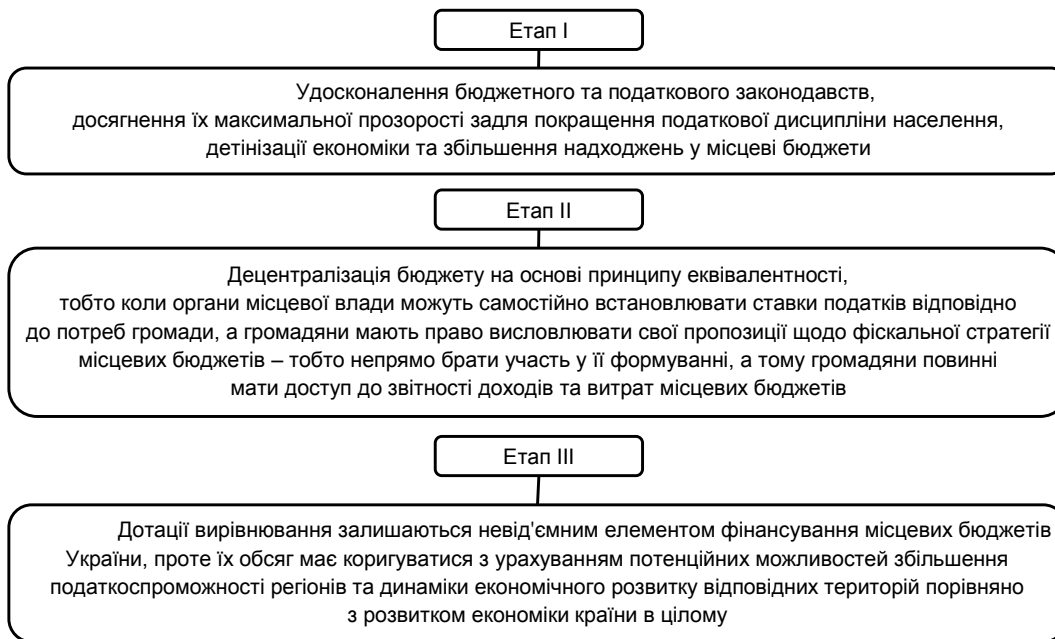 Етап I
Удосконалення бюджетного та податкового законодавств,
досягнення їх максимальної прозорості задля покращення податкової дисципліни населення,
детінізації економіки та збільшення надходжень у місцеві бюджети
Етап II
Децентралізація бюджету на основі принципу еквівалентності,
тобто коли органи місцевої влади можуть самостійно встановлювати ставки податків відповідно
до потреб громади, а громадяни мають право висловлювати свої пропозиції щодо фіскальної стратегії
місцевих бюджетів – тобто непрямо брати участь у її формуванні, а тому громадяни повинні
мати доступ до звітності доходів та витрат місцевих бюджетів
Етап III
Дотації вирівнювання залишаються невід'ємним елементом фінансування місцевих бюджетів
України, проте їх обсяг має коригуватися з урахуванням потенційних можливостей збільшення
податкоспроможності регіонів та динаміки економічного розвитку відповідних територій порівняно
з розвитком економіки країни в цілому